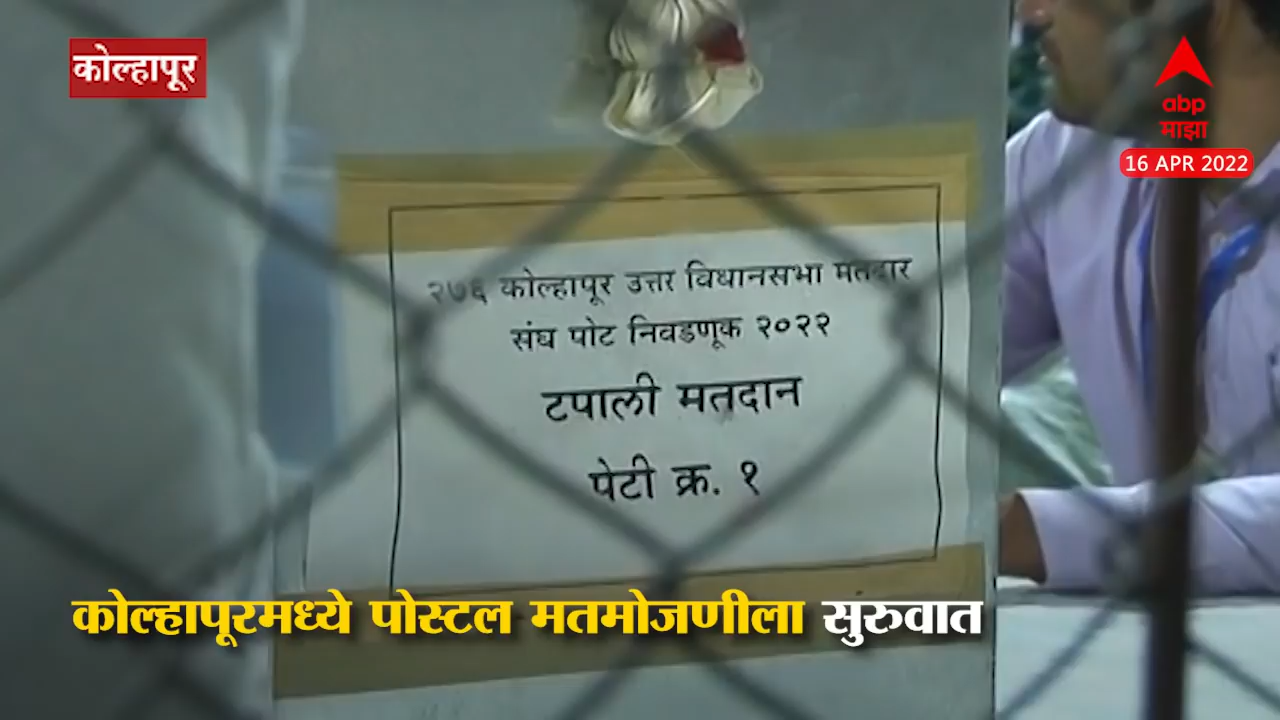 कोल्हापूर
abp
माझा
16 APR 2022
२७६ कोल्हापूर उत्तर विधानसभा मतदार
संघ पोट निवडणूक २०२२
टपाली मतदान
पेटी क्र. १
कोल्हापूरमध्ये पोस्टल मतमोजणीला सुरुवात